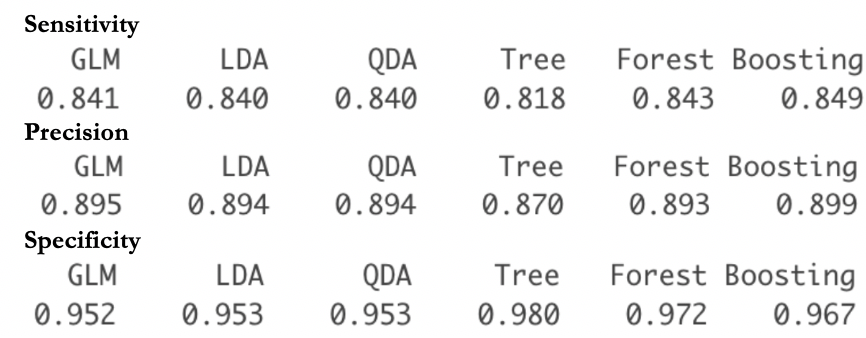 Sensitivity
GLM LDA QDA Tree Forest Boosting
0.841 0.840 0.840 0.818 0.843 0.849
Precision
GLM LDA QDA Tree Forest Boosting
0.895 0.894 0.894 0.870 0.893 0.899
Specificity
GLM LDA QDA Tree Forest Boosting
0.952 0.953 0.953 0.980 0.972 0.967